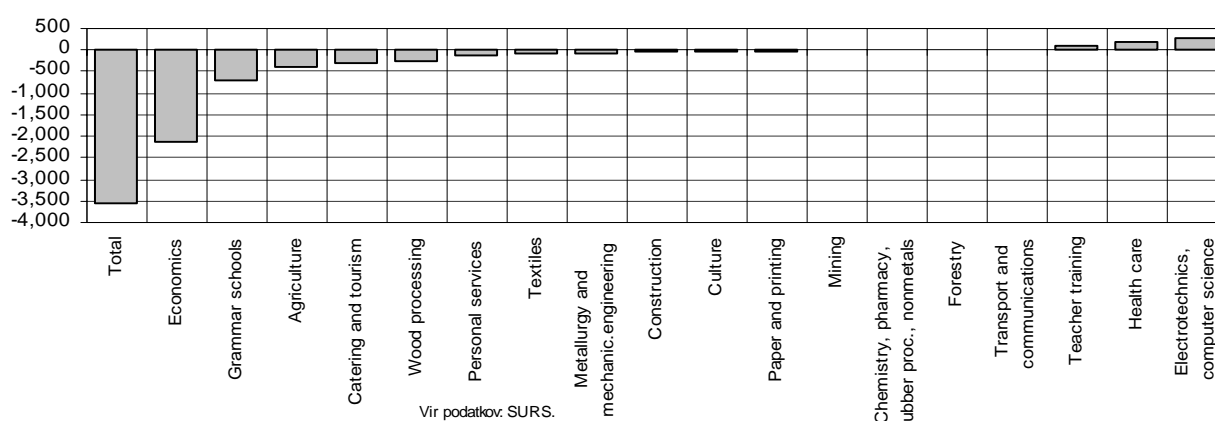 500
0
-500
-1,000
-1,500
-2,000
-2,500
-3,000
-3,500
-4,000
Total
Economics
Grammar schools
Agriculture
Catering and tourism
Wood processing
Personal services
Textiles
Metallurgy and
mechanic.engineering
Construction
Culture
Paper and printing
Mining
Chemistry, pharmacy,
ubber proc., nonmetals
Forestry
Transport and
communications
Teacher training
Health care
Electrotechnics,
computer science
Vir podatkov: SURS.